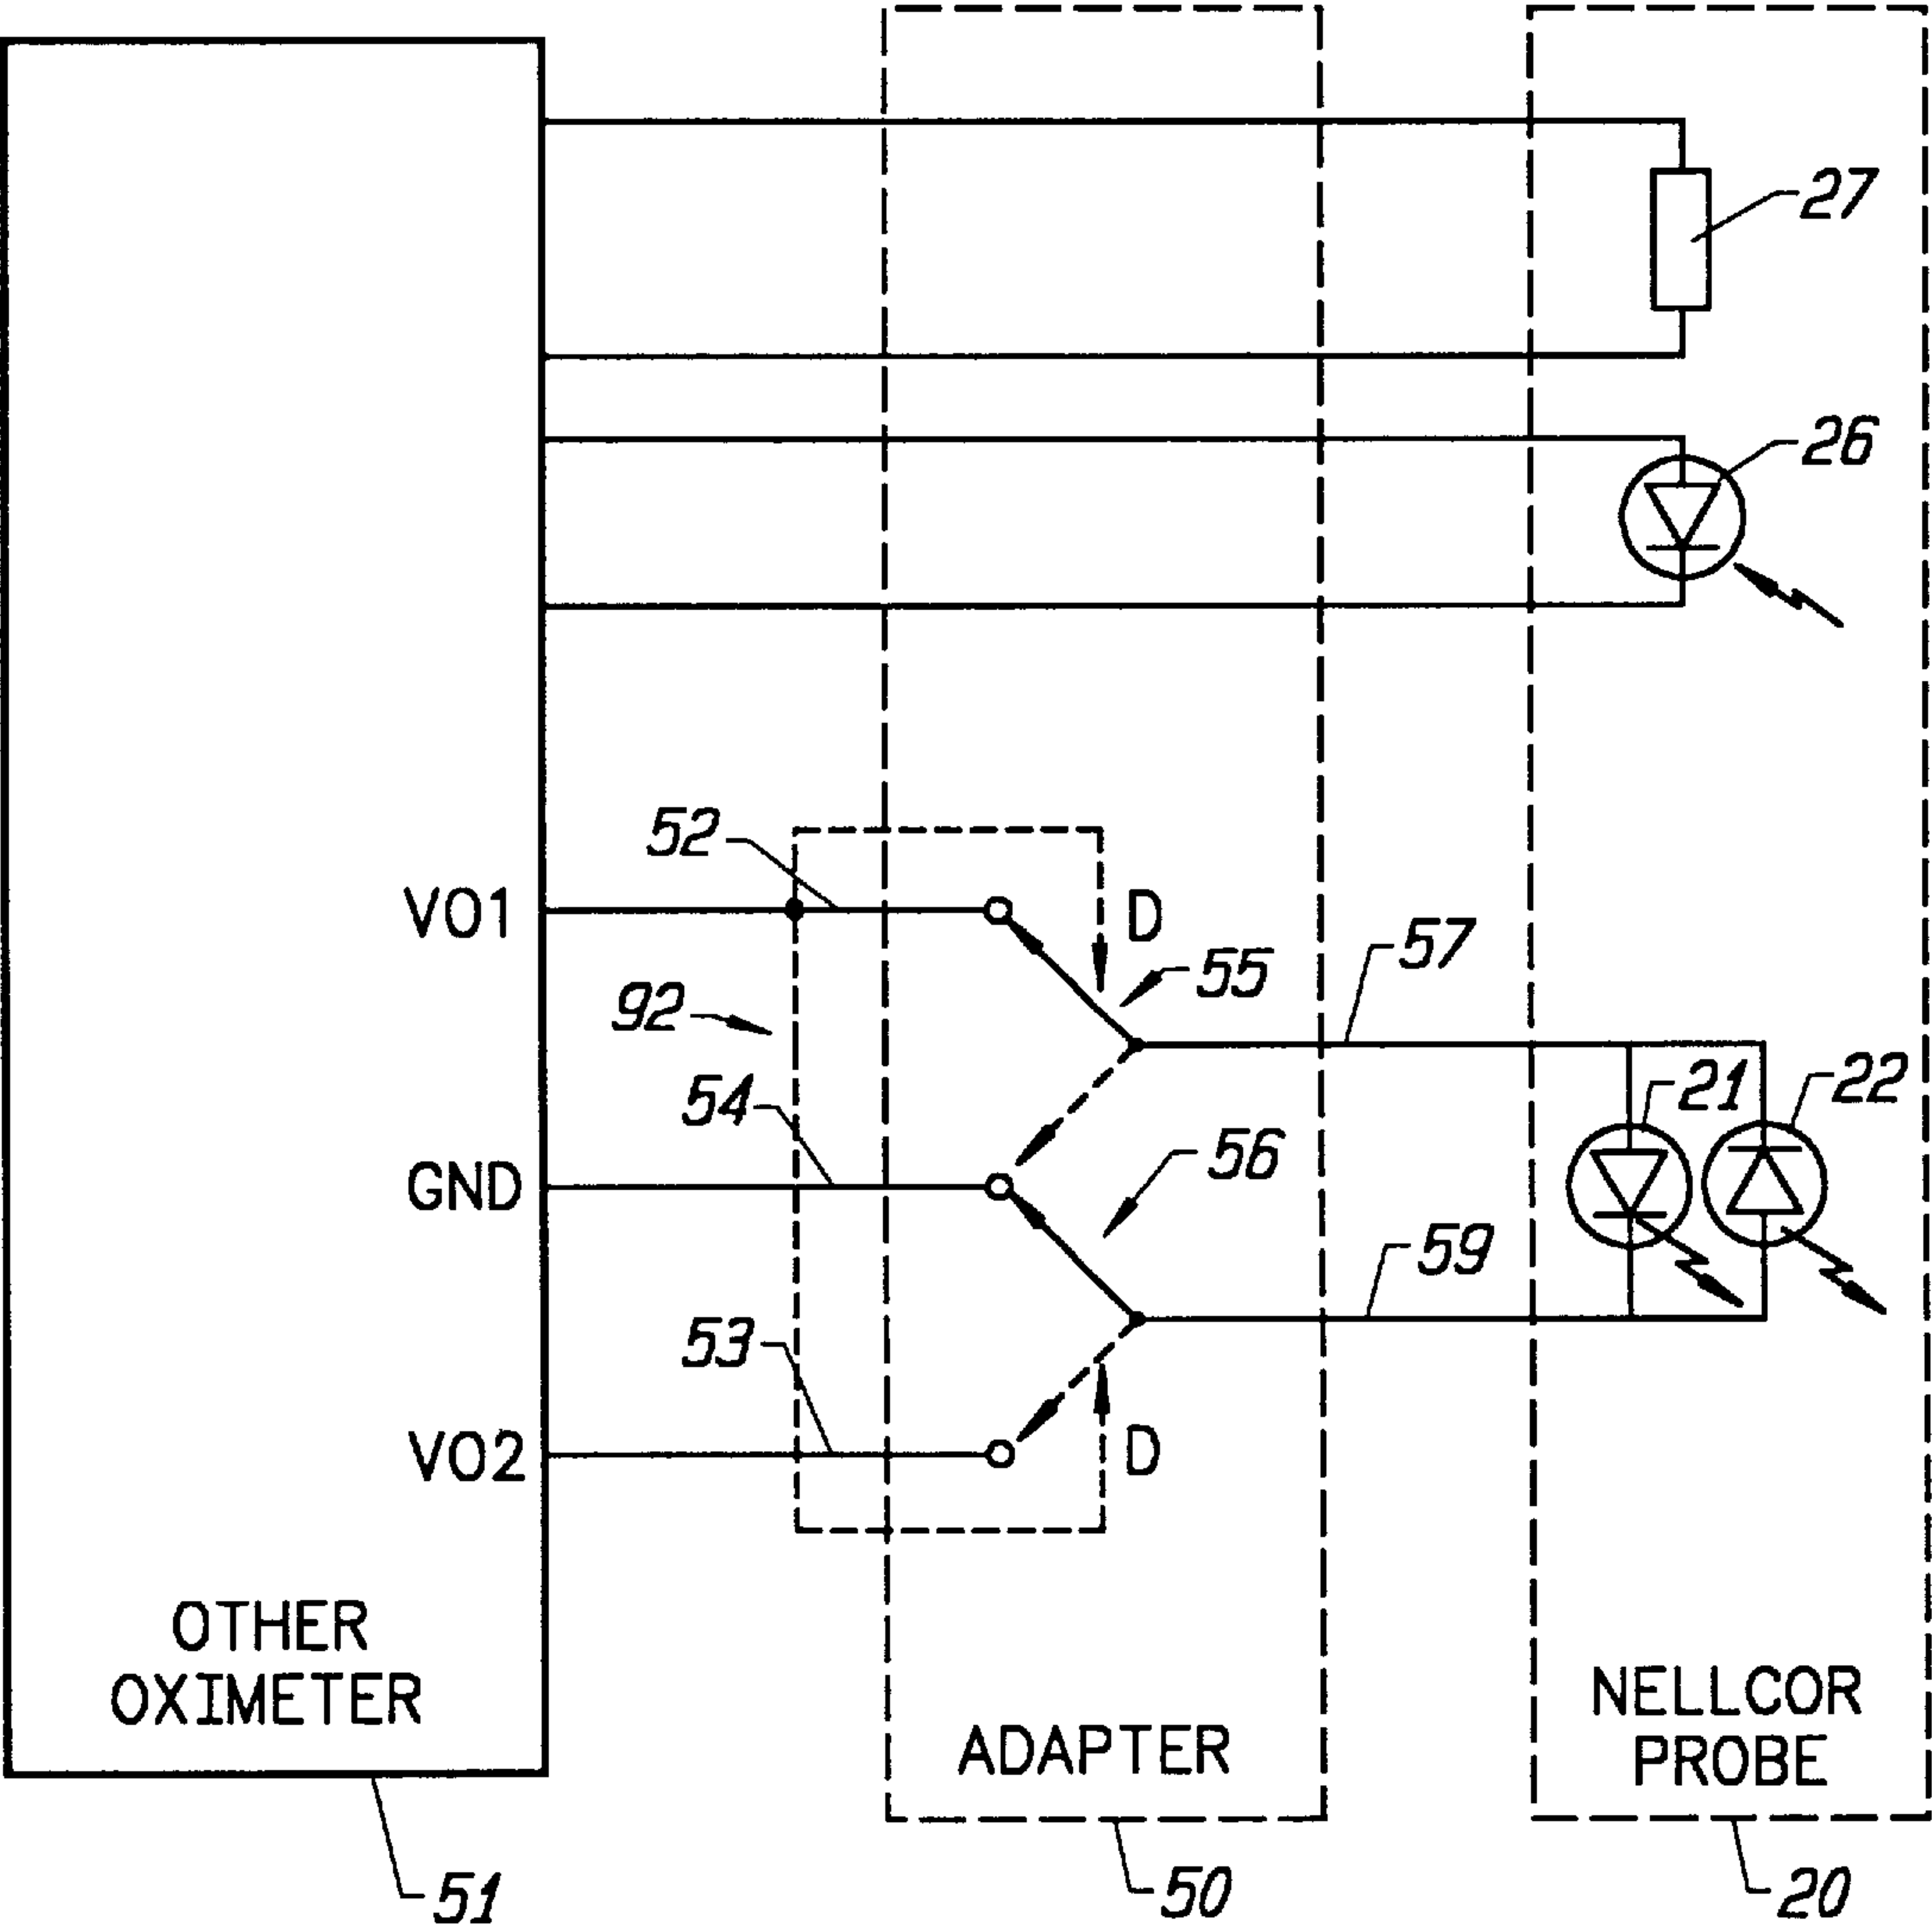 27
26
52
VO1
D
55
57
92
54
21
22
GND
56
59
53
VO2
D
OTHER
OXIMETER
NELLCOR
PROBE
ADAPTER
51
50
20